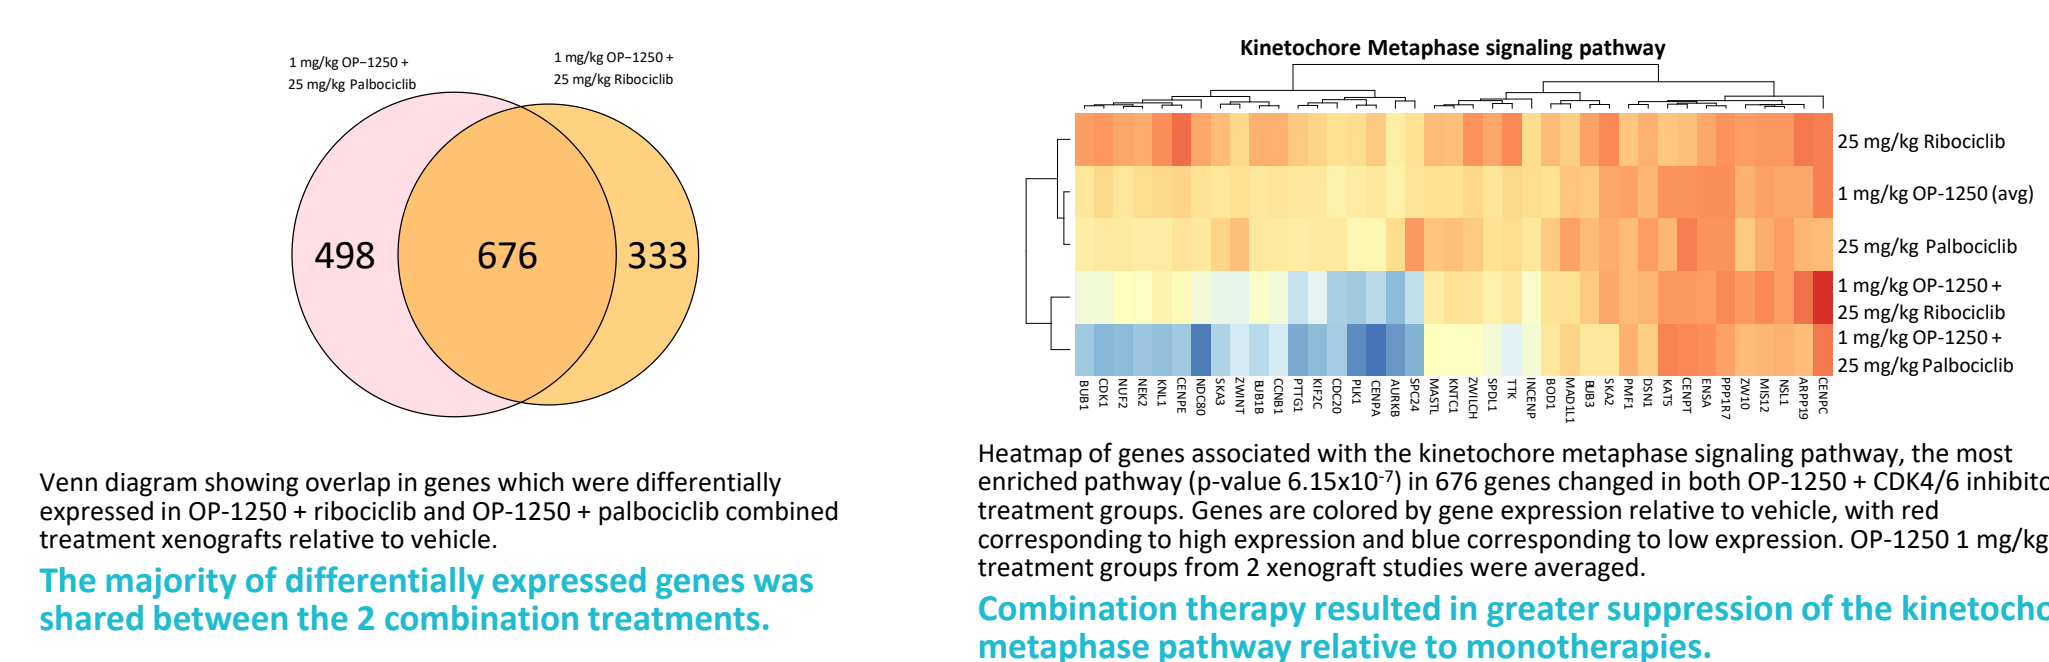 1 mg/kg OP−1250 +
25 mg/kg Palbociclib
1 mg/kg OP−1250 +
25 mg/kg Ribociclib
498
676
333
Venn diagram showing overlap in genes which were differentially
expressed in OP-1250 + ribociclib and OP-1250 + palbociclib combined
treatment xenografts relative to vehicle.
The majority of differentially expressed genes was
shared between the 2 combination treatments.
Kinetochore Metaphase signaling pathway
25 mg/kg Ribociclib
1 mg/kg OP-1250 (avg)
25 mg/kg Palbociclib
1 mg/kg OP-1250 +
25 mg/kg Ribociclib
1 mg/kg OP-1250 +
25 mg/kg Palbociclib
BUB1
CDK1
NUF2
NEK2
KNL1
CENPE
NDC80
SKA3
ZWINT
BUB1B
CCNB1
PTTG1
KIF2C
CDC20
PLK1
CENPA
AURKB
SPC24
MASTL
KNTC1
ZWILCH
SPDL1
TTK
INCENP
BOD1
MAD1L1
BUB3
SKA2
PMF1
DSN1
KAT5
CENPT
ENSA
PPP1R7
ZW10
MIS12
NSL1
ARPP19
CENPC
Heatmap of genes associated with the kinetochore metaphase signaling pathway, the most
enriched pathway (p-value 6.15x10-7) in 676 genes changed in both OP-1250 + CDK4/6 inhibito
treatment groups. Genes are colored by gene expression relative to vehicle, with red
corresponding to high expression and blue corresponding to low expression. OP-1250 1 mg/kg
treatment groups from 2 xenograft studies were averaged.
Combination therapy resulted in greater suppression of the kinetocho
metaphase pathway relative to monotherapies.